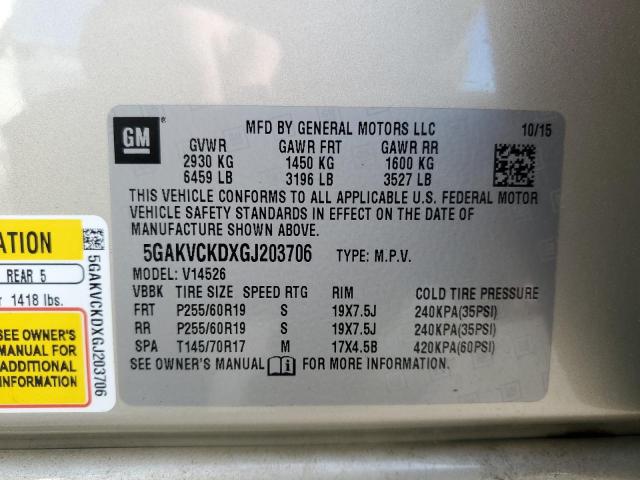 GM
MFD BY GENERAL MOTORS LLC 10/15
GVWR GAWR FRT GAWR RR
2930 KG 1450 KG 1600 KG
6459 LB 3196 LB 3527 LB
THIS VEHICLE CONFORMS TO ALL APPLICABLE U.S. FEDERAL MOTOR
VEHICLE SAFETY STANDARDS IN EFFECT ON THE DATE OF
MANUFACTURE SHOWN ABOVE.
5GAKVCKDXGJ203706 TYPE: M.P.V.
MODEL: V14526
VBBK TIRE SIZE SPEED RTG RIM COLD TIRE PRESSURE
FRT P255/60R19 S 19X7.5J 240KPA(35PSI)
RR P255/60R19 S 19X7.5J 240KPA(35PSI)
SPA T145/70R17 M 17X4.5B 420KPA(60PSI)
SEE OWNER'S MANUAL FOR MORE INFORMATION.
ATION
REAR 5
r 1418 lbs.
SEE OWNER'S
MANUAL FOR
ADDITIONAL
INFORMATION
5GAKVCKDXGJ203706